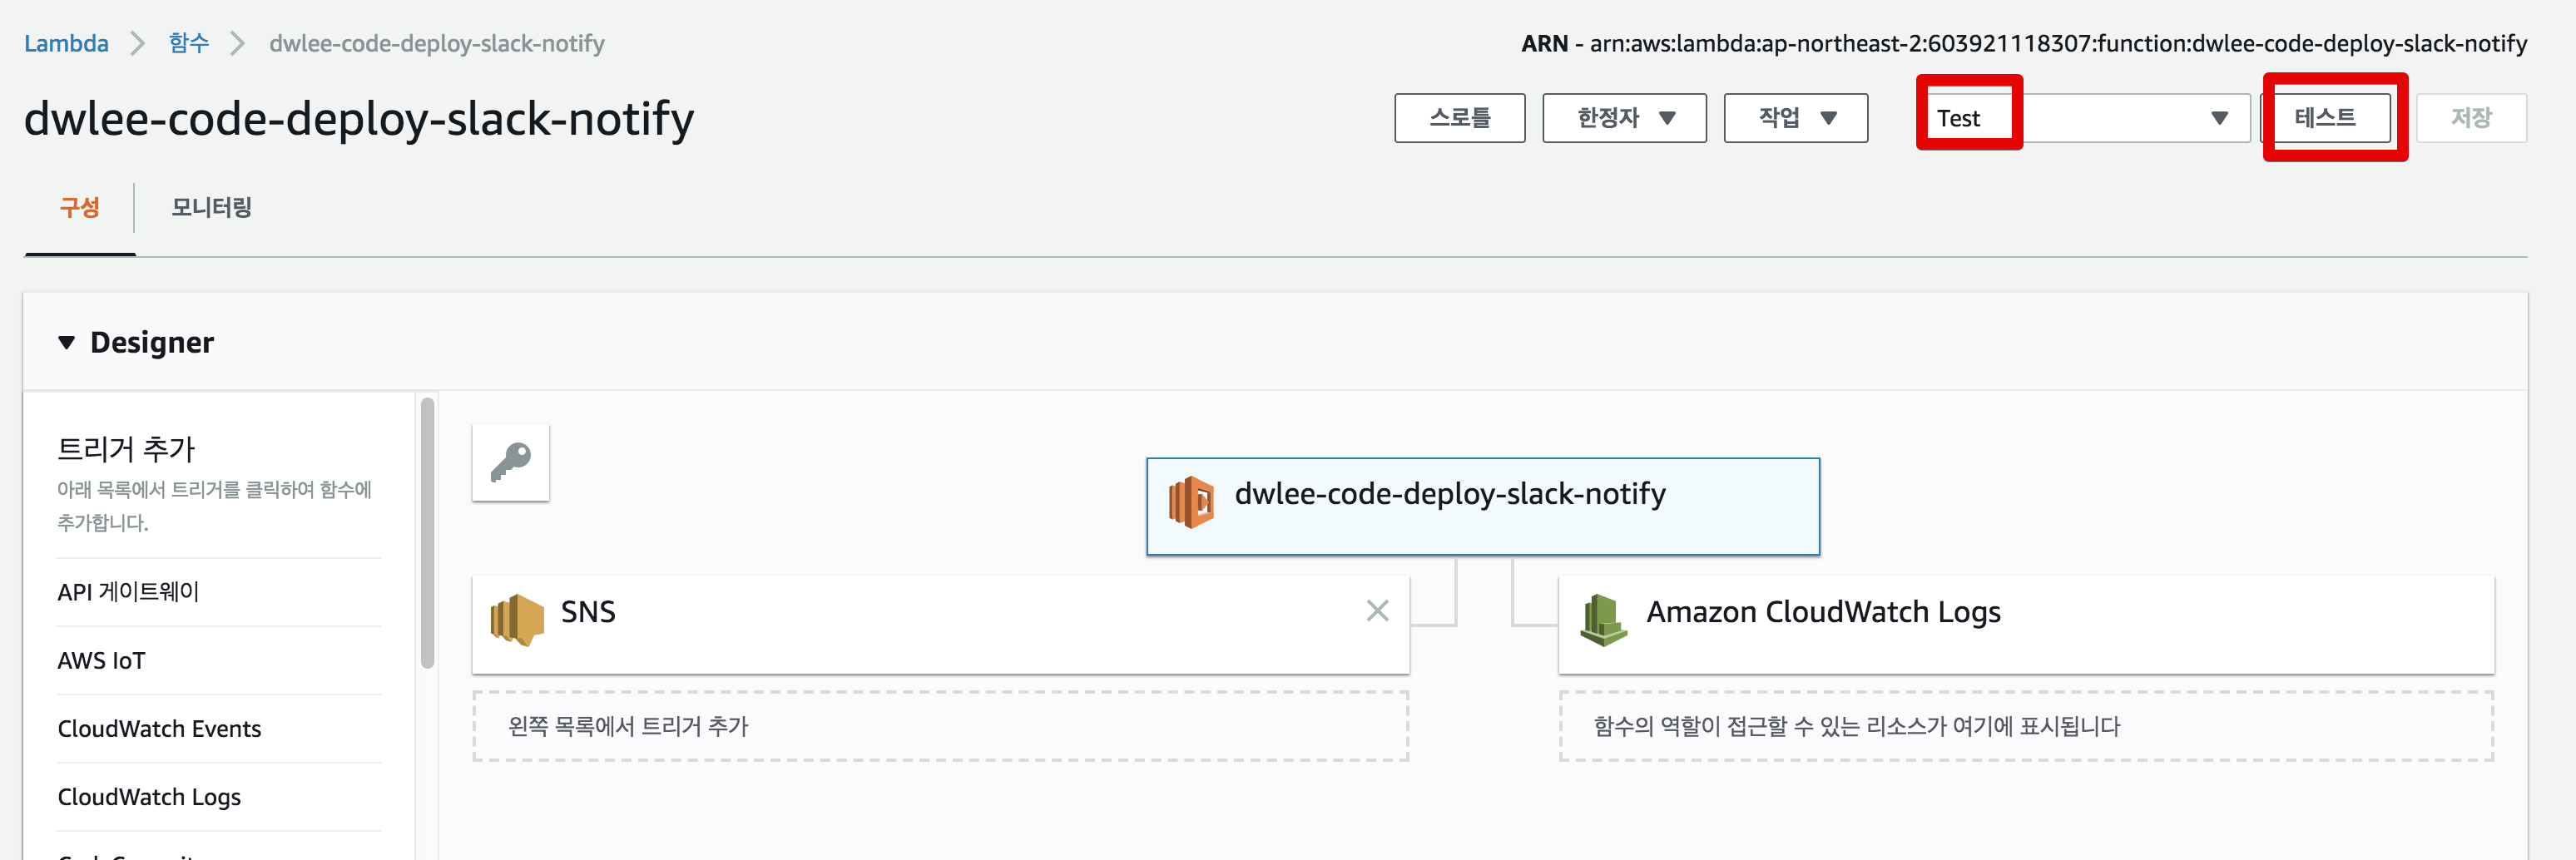 Lambda 함수 dwlee-code-deploy-slack-notify
ARN - arn:aws:lambda:ap-northeast-2:603921118307:function:dwlee-code-deploy-slack-notify
dwlee-code-deploy-slack-notify
스로틀 한정자 작업 Test 테스트 저장
구성 모니터링
Designer
트리거 추가
아래 목록에서 트리거를 클릭하여 함수에
추가합니다.
API 게이트웨이
AWS IoT
CloudWatch Events
CloudWatch Logs
dwlee-code-deploy-slack-notify
SNS
Amazon CloudWatch Logs
왼쪽 목록에서 트리거 추가
함수의 역할이 접근할 수 있는 리소스가 여기에 표시됩니다